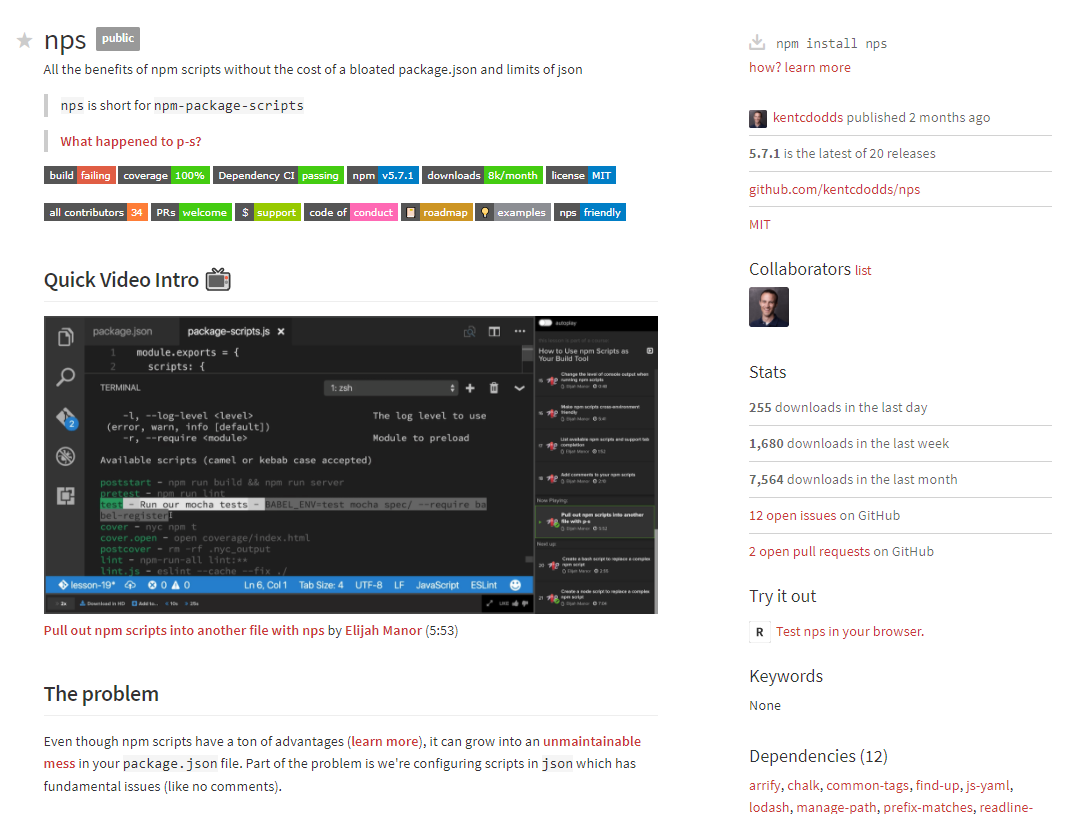 nps public
All the benefits of npm scripts without the cost of a bloated package.json and limits of json
nps is short for npm-package-scripts
What happened to p-s?
build failing coverage 100% Dependency CI passing npm v5.7.1 downloads 8k/month license MIT
all contributors 34 PRs welcome $ support code of conduct roadmap examples nps friendly
Quick Video Intro
package.json package-scripts.js ×
1 module.exports = {
2 scripts: {
TERMINAL 1: zsh
-l, --log-level <level> The log level to use
(error, warn, info [default])
-r, --require <module> Module to preload
Available scripts (camel or kebab case accepted)
poststart - npm run build && npm run server
pretest - npm run lint
test - Run our mocha tests - BABEL_ENV=test mocha spec/ --require ba
bel-register
cover - nyc npm t
cover.open - open coverage/index.html
postcover - rm -rf .nyc_output
lint - npm-run-all lint:**
lint.js - eslint --cache --fix ./
2
lesson-19* 0 0 Ln 6, Col 1 Tab Size: 4 UTF-8 LF JavaScript ESLint
2x Download in HD Add to... < 10s > 25s
LIKE
autoplay
How to Use npm Scripts as
Your Build Tool
Change the level of console output when
running npm scripts
Make npm scripts cross-environment
friendly
List available npm scripts and support tab
completion
Add comments to your npm scripts
Now Playing:
Pull out npm scripts into another
file with p-s
Next up:
Create a bash script to replace a complex
npm script
Create a node script to replace a complex
npm script
Pull out npm scripts into another file with nps by Elijah Manor (5:53)
The problem
Even though npm scripts have a ton of advantages (learn more), it can grow into an unmaintainable
mess in your package.json file. Part of the problem is we're configuring scripts in json which has
fundamental issues (like no comments).
npm install nps
how? learn more
kentcdodds published 2 months ago
5.7.1 is the latest of 20 releases
github.com/kentcdodds/nps
MIT
Collaborators list
Stats
255 downloads in the last day
1,680 downloads in the last week
7,564 downloads in the last month
12 open issues on GitHub
2 open pull requests on GitHub
Try it out
R Test nps in your browser.
Keywords
None
Dependencies (12)
arrify, chalk, common-tags, find-up, js-yaml,
lodash, manage-path, prefix-matches, readline-